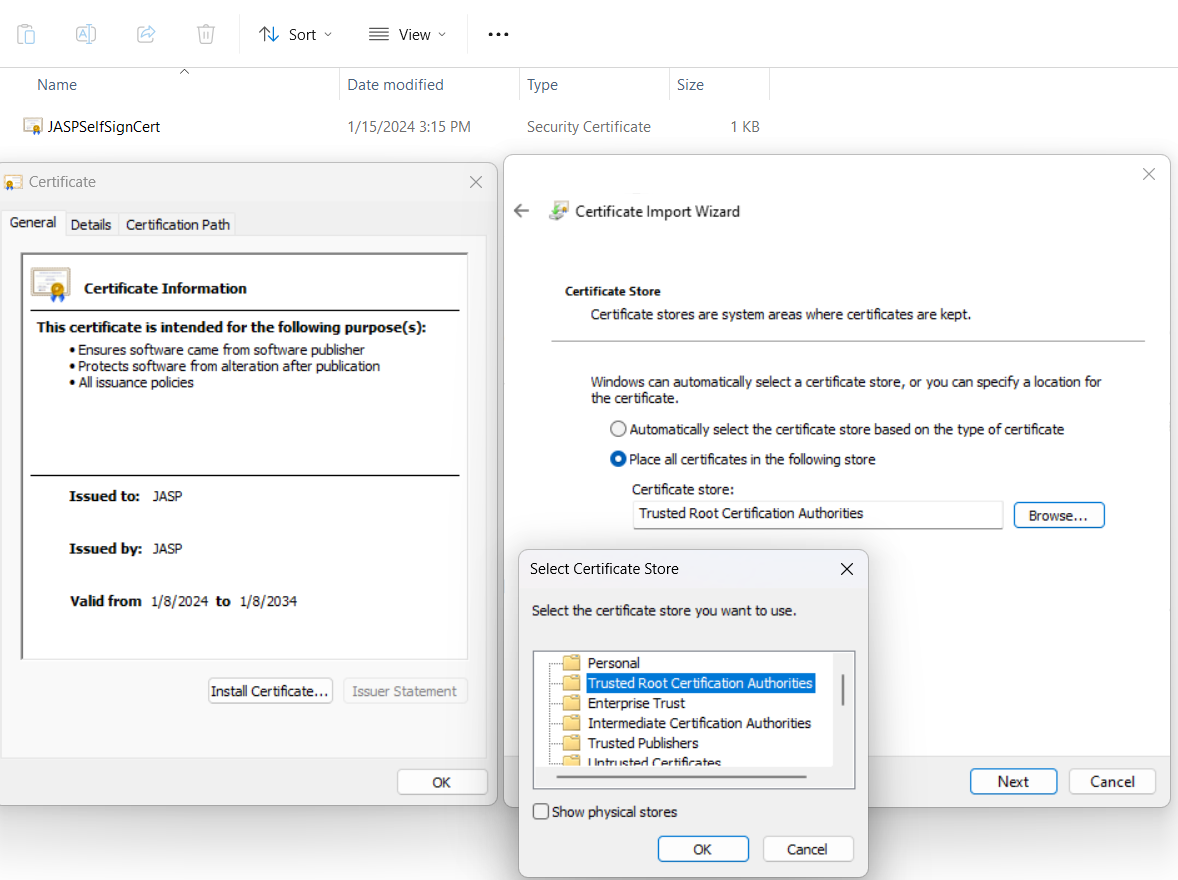 Sort
View
Name
Date modified
Type
Size
JASPSelfSignCert
1/15/2024 3:15 PM
Security Certificate
1 KB
Certificate
General
Details
Certification Path
Certificate Information
This certificate is intended for the following purpose(s):
• Ensures software came from software publisher
• Protects software from alteration after publication
• All issuance policies
Issued to: JASP
Issued by: JASP
Valid from 1/8/2024 to 1/8/2034
Install Certificate...
Issuer Statement
OK
Certificate Import Wizard
Certificate Store
Certificate stores are system areas where certificates are kept.
Windows can automatically select a certificate store, or you can specify a location for
the certificate.
Automatically select the certificate store based on the type of certificate
Place all certificates in the following store
Certificate store:
Trusted Root Certification Authorities
Browse...
Next
Cancel
Select Certificate Store
Select the certificate store you want to use.
Personal
Trusted Root Certification Authorities
Enterprise Trust
Intermediate Certification Authorities
Trusted Publishers
Untrusted Certificates
Show physical stores
OK
Cancel